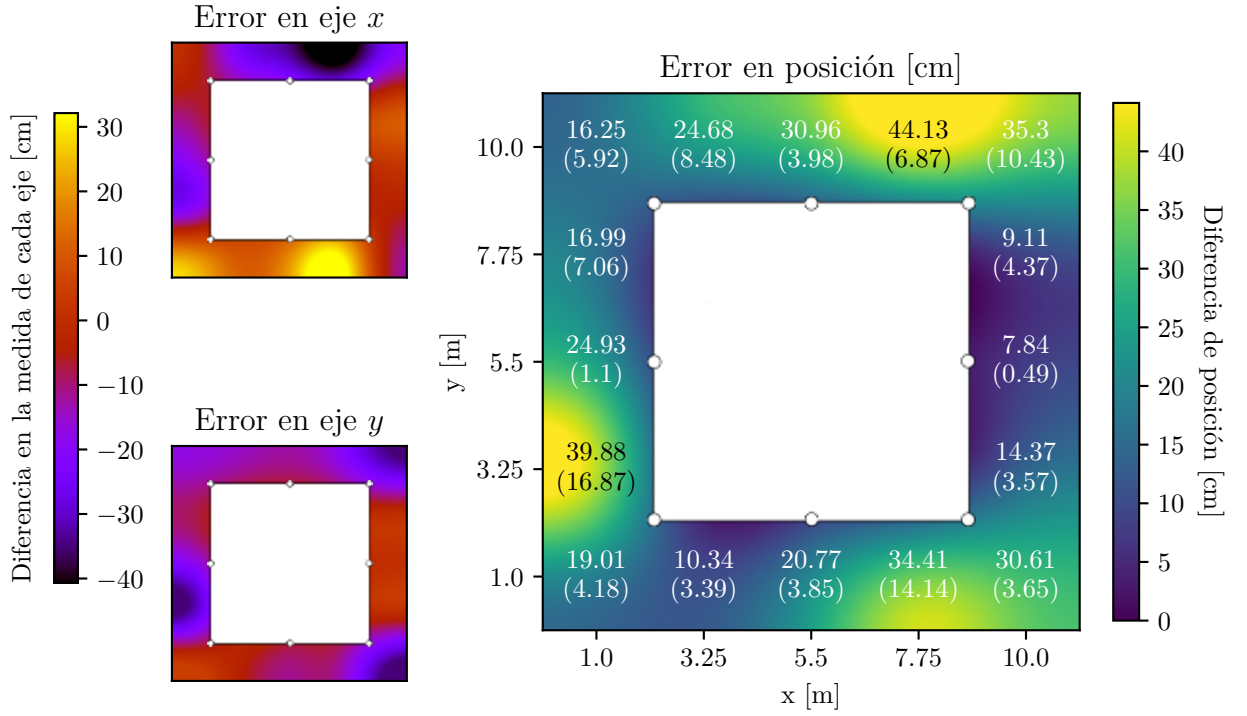 Error en eje x
Diferencia en la medida de cada eje [cm]
30
20
10
0
−10
−20
−30
−40
Error en eje y
Error en posición [cm]
y [m]
10.0
7.75
5.5
3.25
1.0
16.25 24.68 30.96 44.13 35.3
(5.92) (8.48) (3.98) (6.87) (10.43)
16.99 9.11
(7.06) (4.37)
24.93 7.84
(1.1) (0.49)
39.88 14.37
(16.87) (3.57)
19.01 10.34 20.77 34.41 30.61
(4.18) (3.39) (3.85) (14.14) (3.65)
1.0 3.25 5.5 7.75 10.0
x [m]
40
35
30
25
20
15
10
5
0
Diferencia de posición [cm]